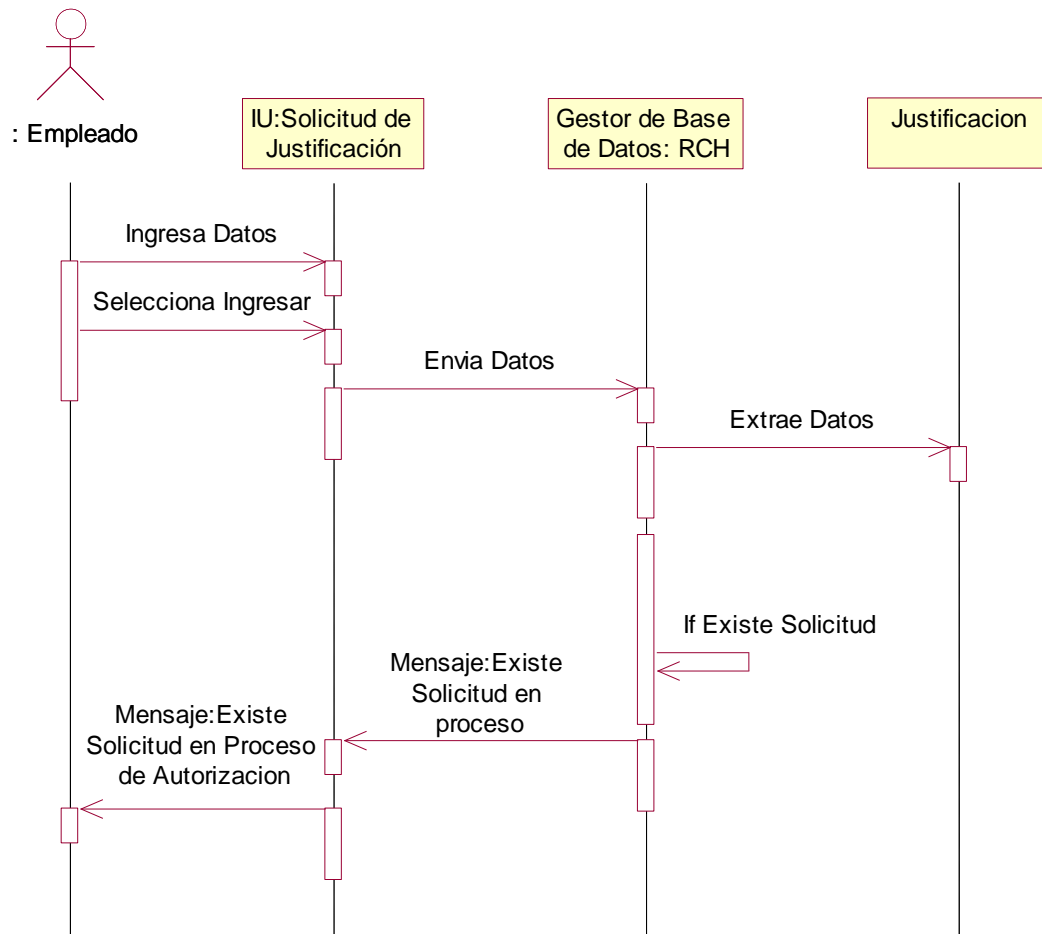 : Empleado
IU:Solicitud de
Justificación
Gestor de Base
de Datos: RCH
Justificacion
Ingresa Datos
Selecciona Ingresar
Envia Datos
Extrae Datos
If Existe Solicitud
Mensaje:Existe
Solicitud en
proceso
Mensaje:Existe
Solicitud en Proceso
de Autorizacion